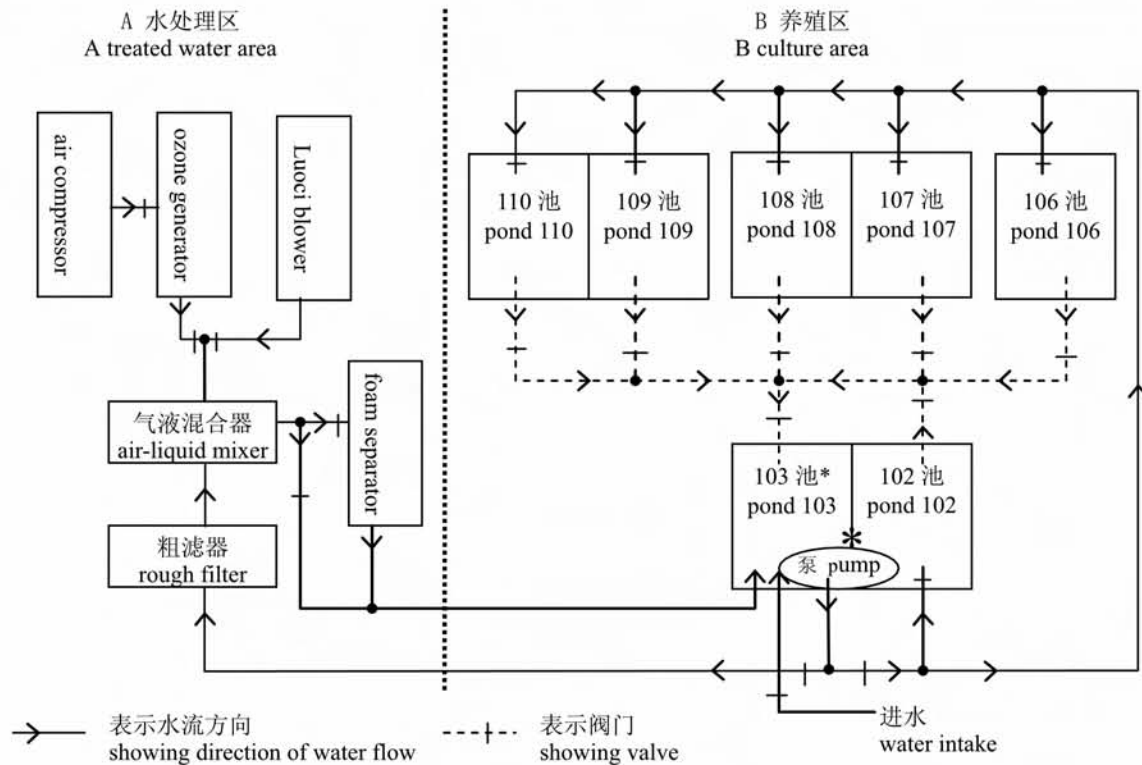 A 水处理区
A treated water area
B 养殖区
B culture area
air compressor
ozone generator
Luoci blower
110 池
pond 110
109 池
pond 109
108 池
pond 108
107 池
pond 107
106 池
pond 106
气液混合器
air-liquid mixer
foam separator
粗滤器
rough filter
103 池*
pond 103
102 池
pond 102
*
泵 pump
进水
water intake
表示水流方向
showing direction of water flow
表示阀门
showing valve